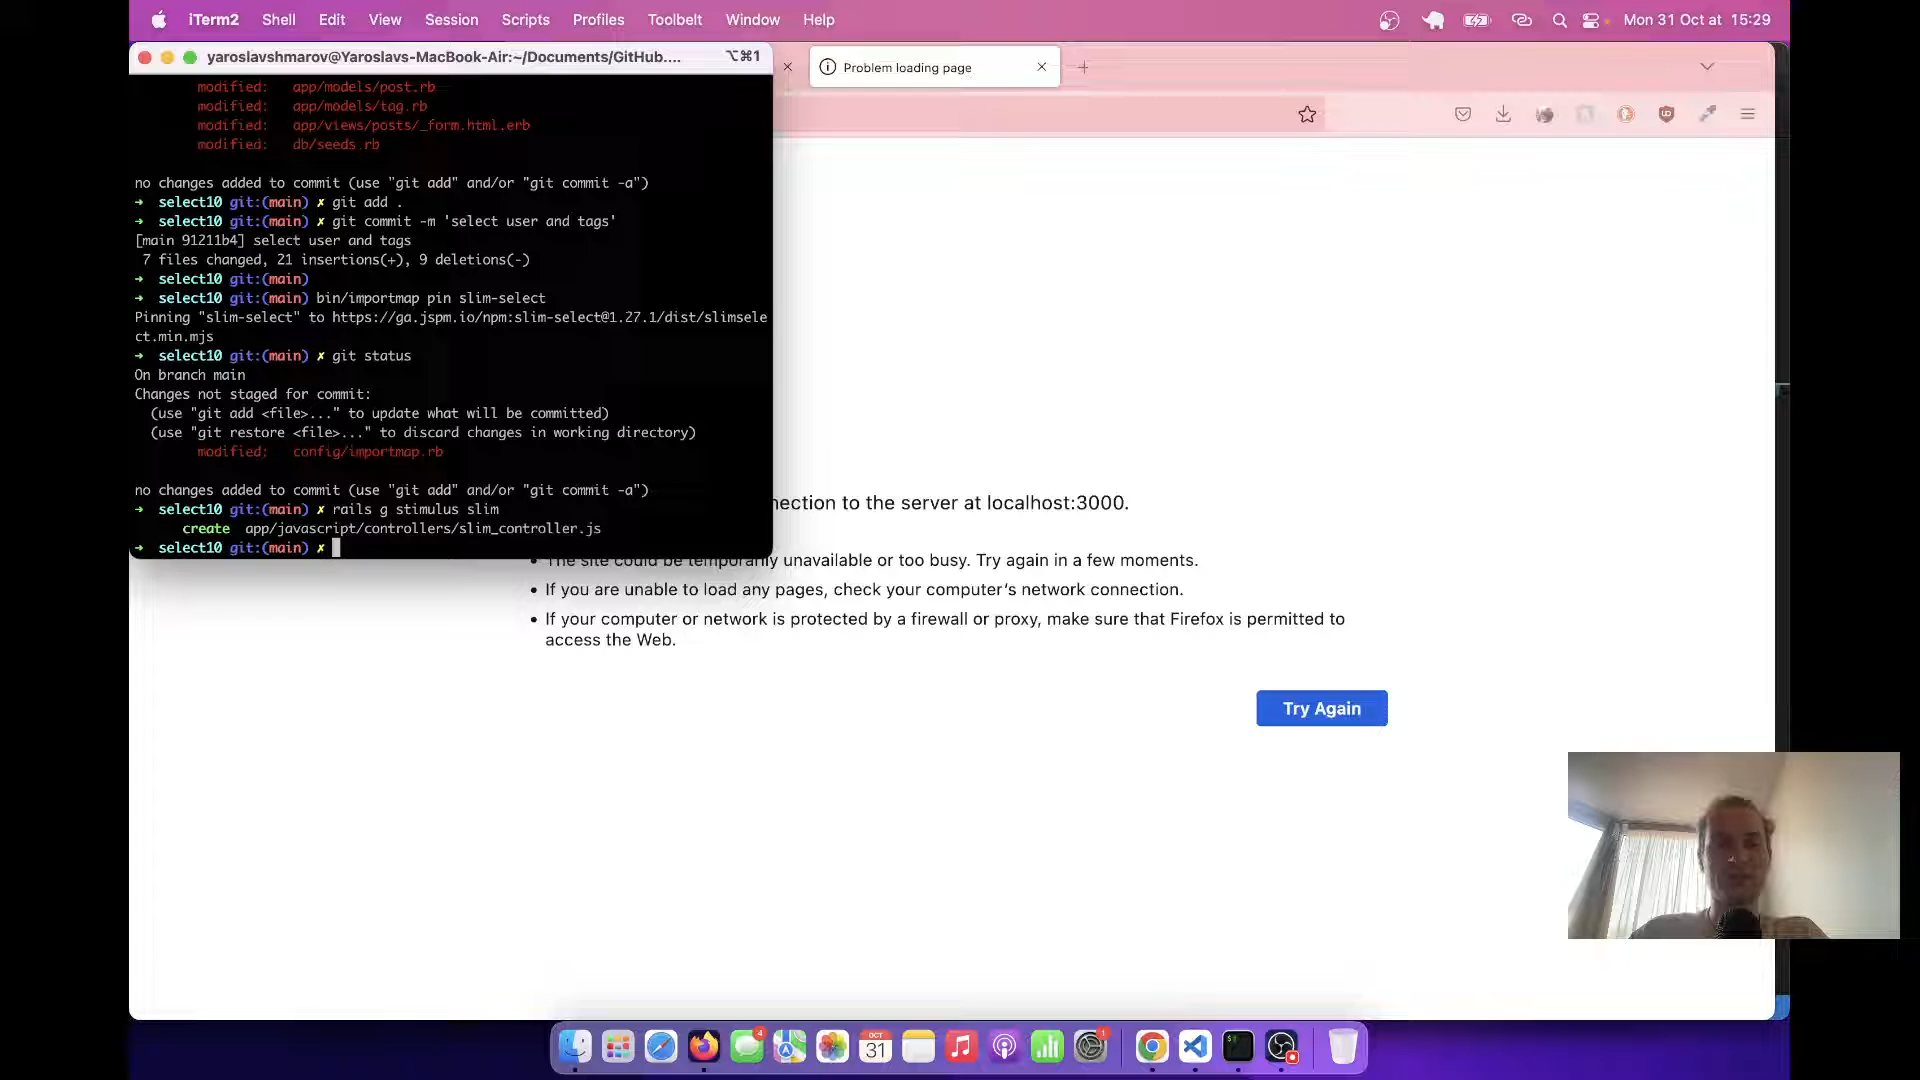 iTerm2 Shell Edit View Session Scripts Profiles Toolbelt Window Help Mon 31 Oct at 15:29
yaroslavshmarov@Yaroslavs-MacBook-Air:~/Documents/GitHub.... ⌥⌘1
Problem loading page
modified: app/models/post.rb
modified: app/models/tag.rb
modified: app/views/posts/_form.html.erb
modified: db/seeds.rb
no changes added to commit (use "git add" and/or "git commit -a")
➜ select10 git:(main) ✗ git add .
➜ select10 git:(main) ✗ git commit -m 'select user and tags'
[main 91211b4] select user and tags
7 files changed, 21 insertions(+), 9 deletions(-)
➜ select10 git:(main)
➜ select10 git:(main) bin/importmap pin slim-select
Pinning "slim-select" to https://ga.jspm.io/npm:slim-select@1.27.1/dist/slimsele
ct.min.mjs
➜ select10 git:(main) ✗ git status
On branch main
Changes not staged for commit:
(use "git add <file>..." to update what will be committed)
(use "git restore <file>..." to discard changes in working directory)
modified: config/importmap.rb
no changes added to commit (use "git add" and/or "git commit -a")
➜ select10 git:(main) ✗ rails g stimulus slim
create app/javascript/controllers/slim_controller.js
➜ select10 git:(main) ✗
nection to the server at localhost:3000.
The site could be temporarily unavailable or too busy. Try again in a few moments.
If you are unable to load any pages, check your computer's network connection.
If your computer or network is protected by a firewall or proxy, make sure that Firefox is permitted to
access the Web.
Try Again
4
OCT
31
1